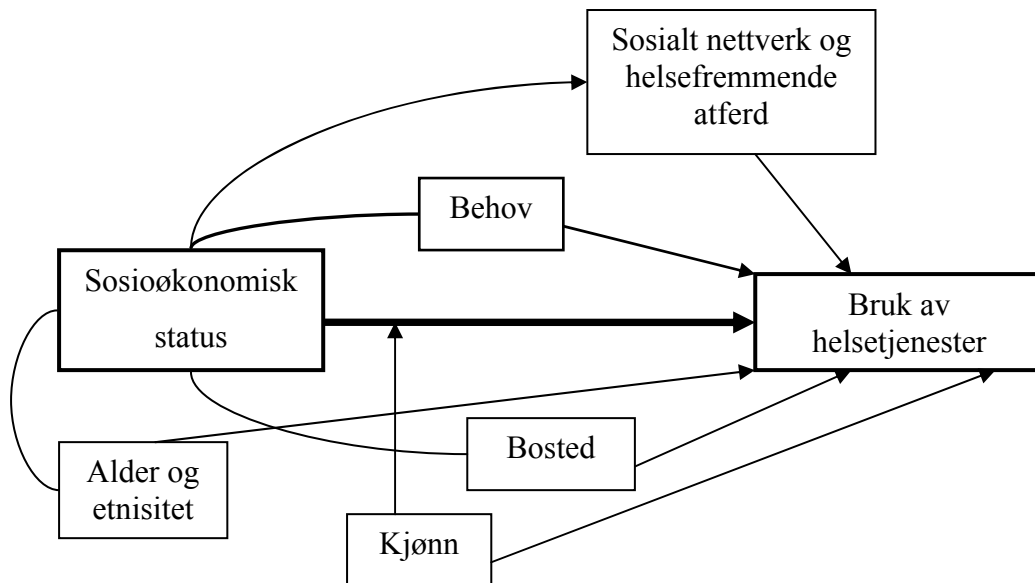 Sosialt nettverk og
helsefremmende
atferd
Behov
Sosioøkonomisk
status
Bruk av
helsetjenester
Bosted
Alder og
etnisitet
Kjønn